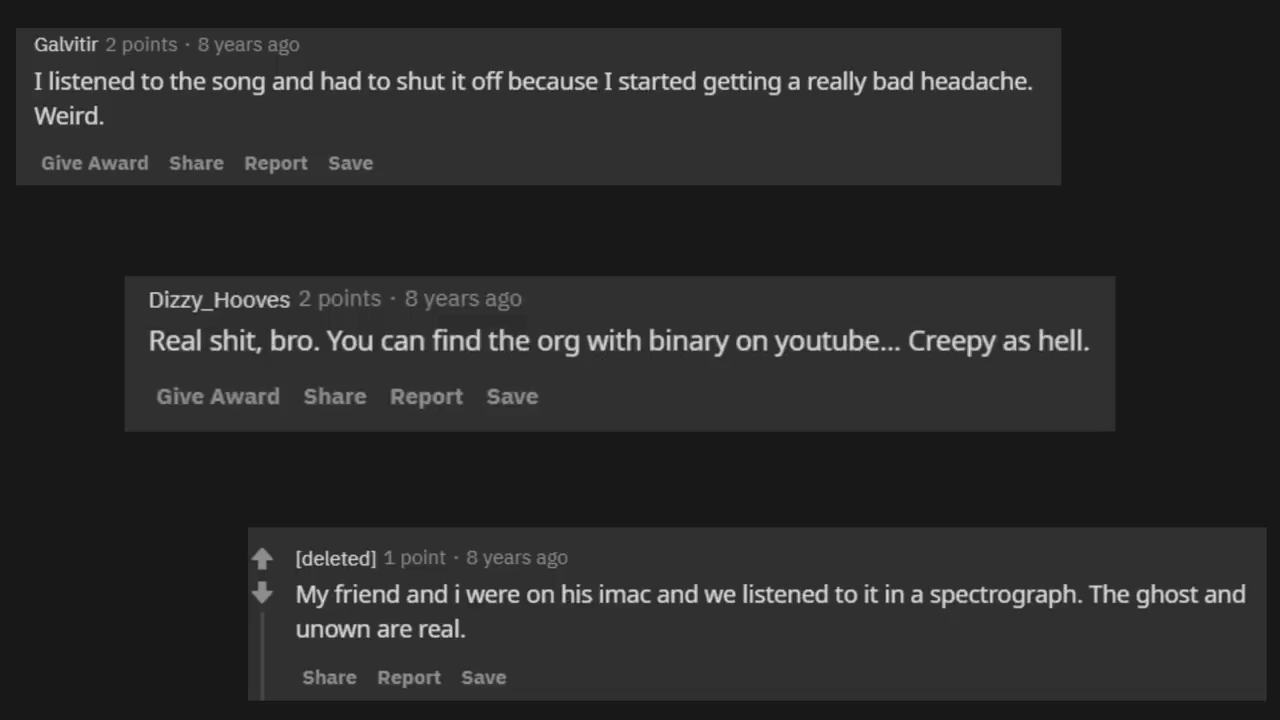 Galvitir 2 points · 8 years ago
I listened to the song and had to shut it off because I started getting a really bad headache.
Weird.
Give Award Share Report Save
Dizzy_Hooves 2 points · 8 years ago
Real shit, bro. You can find the org with binary on youtube... Creepy as hell.
Give Award Share Report Save
[deleted] 1 point · 8 years ago
My friend and i were on his imac and we listened to it in a spectrograph. The ghost and
unown are real.
Share Report Save